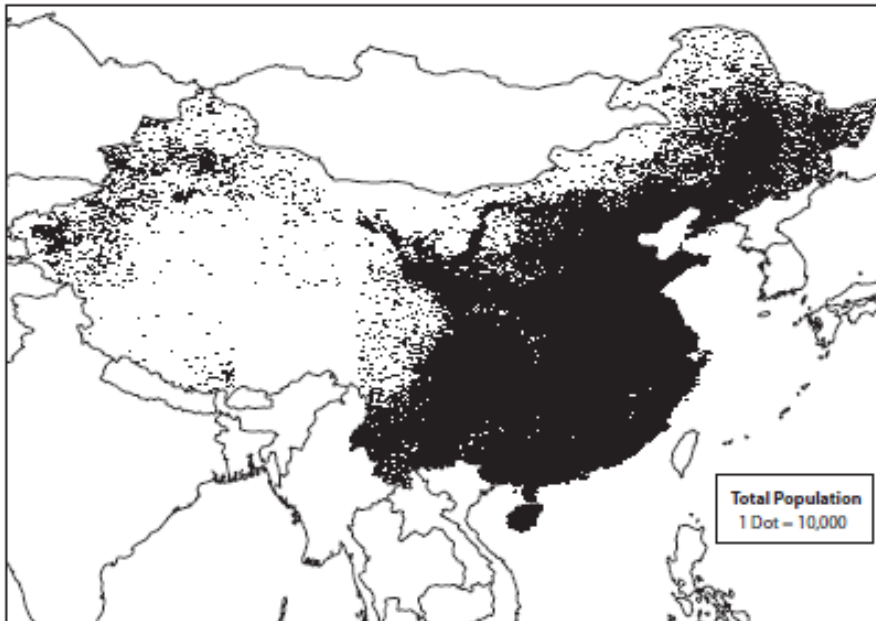 Total Population
1 Dot = 10,000